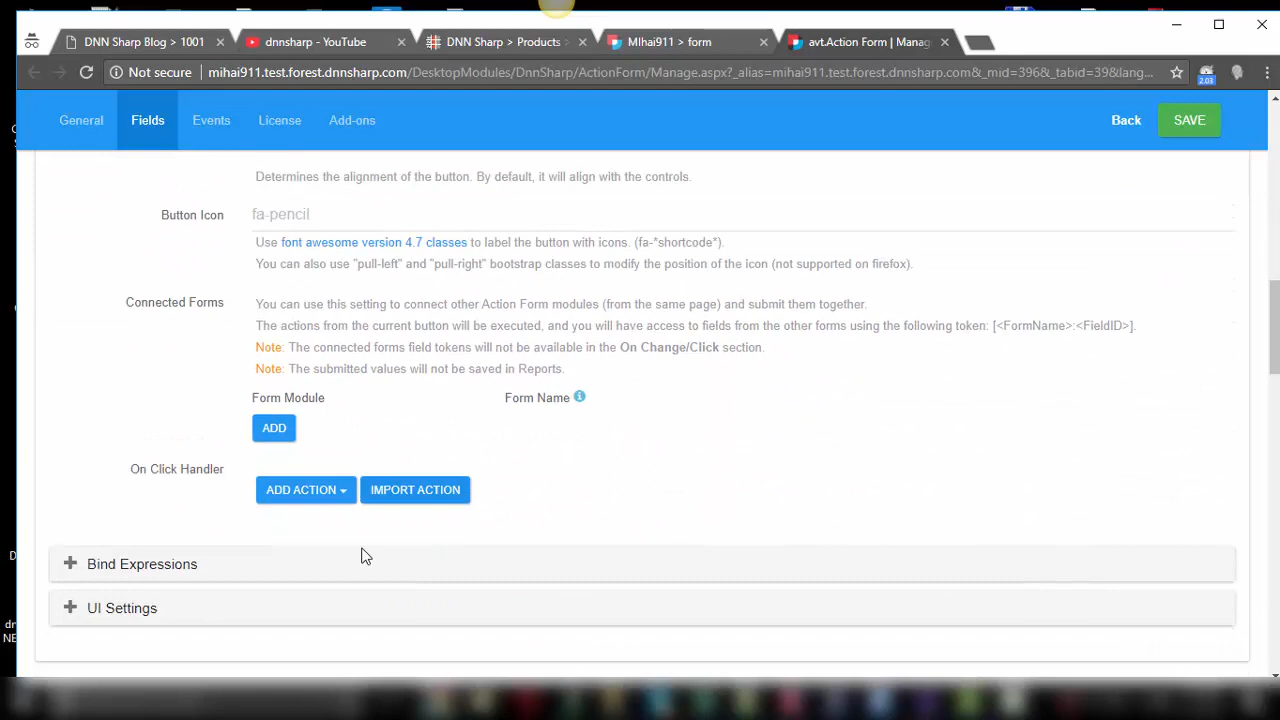 DNN Sharp Blog > 1001
dnnsharp - YouTube
DNN Sharp > Products >
MIhai911 > form
avt.Action Form | Manag
Not secure
mihai911.test.forest.dnnsharp.com/DesktopModules/DnnSharp/ActionForm/Manage.aspx?_alias=mihai911.test.forest.dnnsharp.com&_mid=396&_tabid=39&lang...
2.03
General
Fields
Events
License
Add-ons
Back
SAVE
Determines the alignment of the button. By default, it will align with the controls.
Button Icon
fa-pencil
Use font awesome version 4.7 classes to label the button with icons. (fa-*shortcode*).
You can also use "pull-left" and "pull-right" bootstrap classes to modify the position of the icon (not supported on firefox).
Connected Forms
You can use this setting to connect other Action Form modules (from the same page) and submit them together.
The actions from the current button will be executed, and you will have access to fields from the other forms using the following token: [<FormName>:<FieldID>].
Note: The connected forms field tokens will not be available in the On Change/Click section.
Note: The submitted values will not be saved in Reports.
Form Module
Form Name
ADD
On Click Handler
ADD ACTION
IMPORT ACTION
Bind Expressions
UI Settings